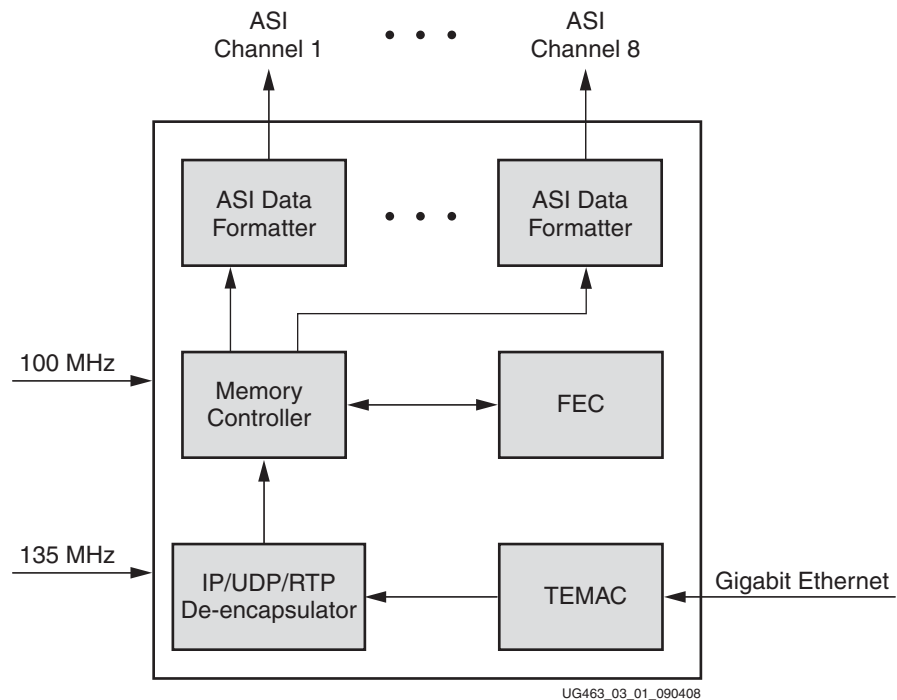 ASI
Channel 1
ASI
Channel 8
ASI Data
Formatter
ASI Data
Formatter
100 MHz
Memory
Controller
FEC
135 MHz
IP/UDP/RTP
De-encapsulator
TEMAC
Gigabit Ethernet
UG463_03_01_090408